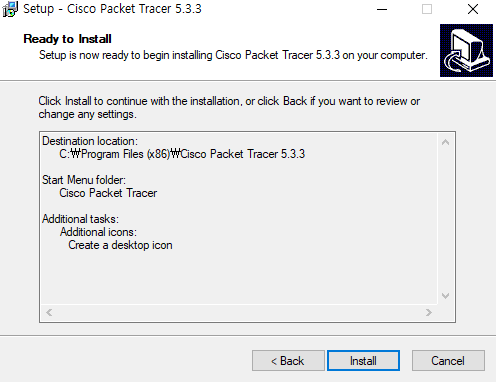 Setup - Cisco Packet Tracer 5.3.3
Ready to Install
Setup is now ready to begin installing Cisco Packet Tracer 5.3.3 on your computer.
Click Install to continue with the installation, or click Back if you want to review or
change any settings.
Destination location:
C:₩Program Files (x86)₩Cisco Packet Tracer 5.3.3
Start Menu folder:
Cisco Packet Tracer
Additional tasks:
Additional icons:
Create a desktop icon
< Back
Install
Cancel